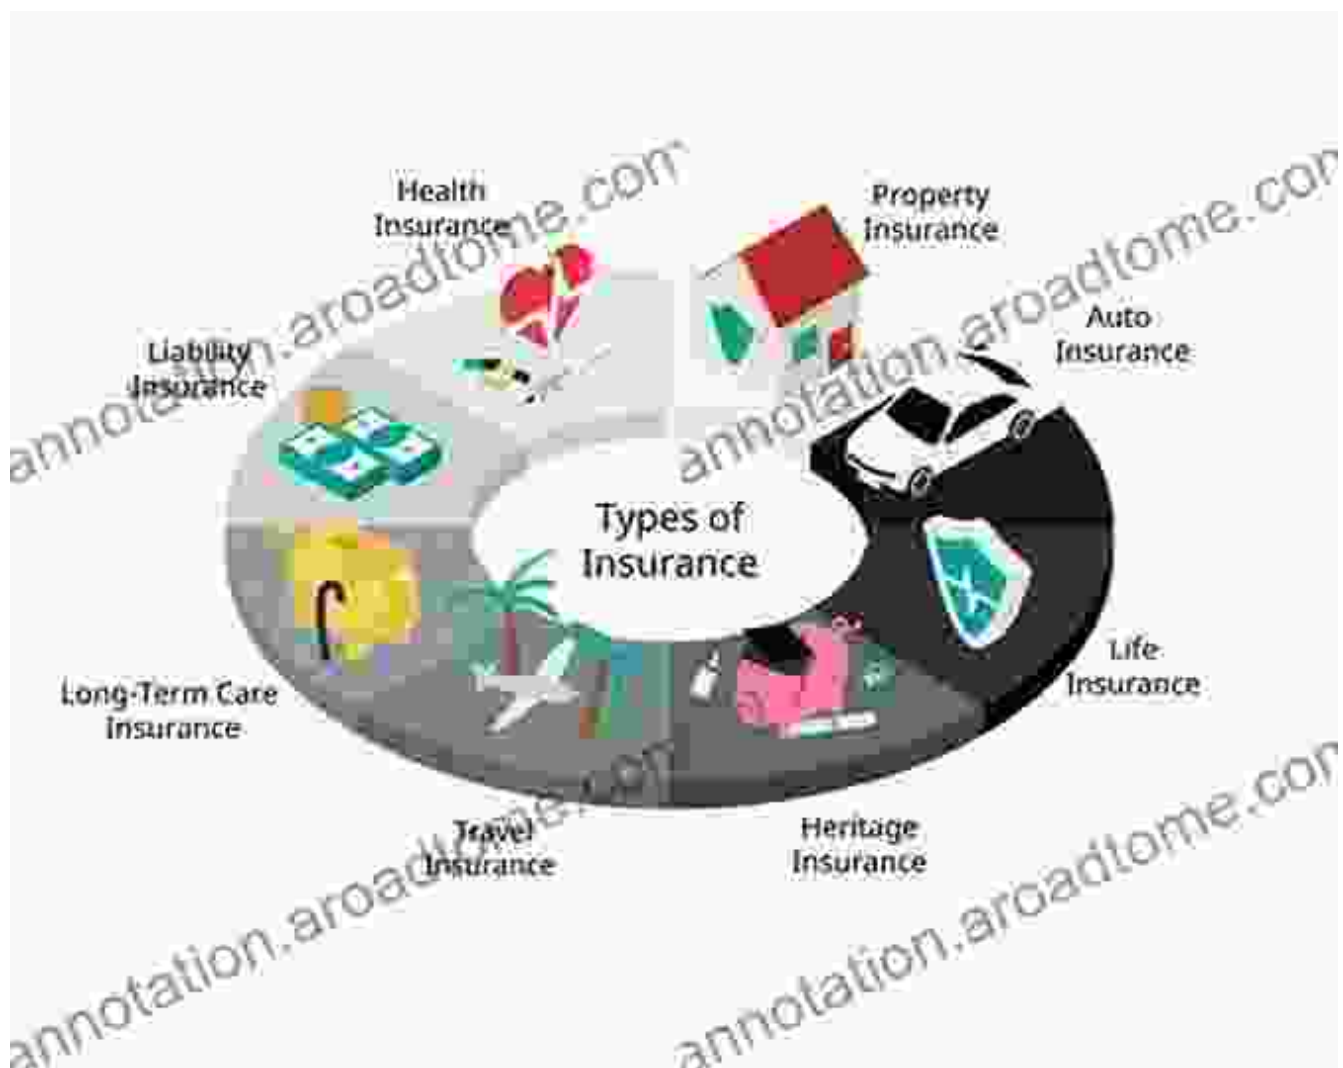 Health
Insurance
Property
Insurance
Auto
Insurance
Liability
Insurance
Types of
Insurance
Life
Insurance
Long-Term Care
Insurance
Travel
Insurance
Heritage
Insurance
annotation.aroadtome.com
annotation.aroadtome.com
annotation.aroadtome.com
annotation.aroadtome.com